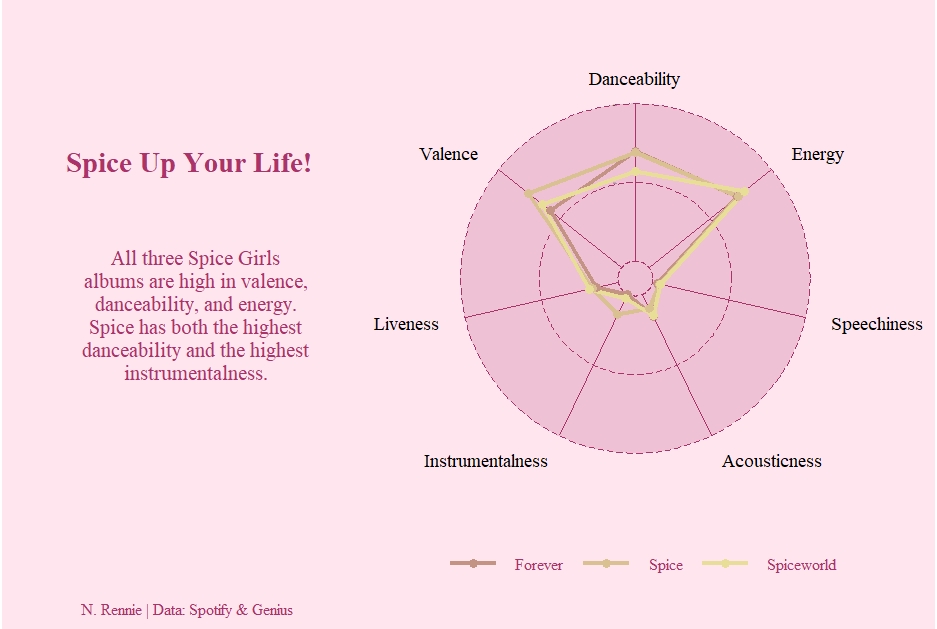 Spice Up Your Life!
All three Spice Girls
albums are high in valence,
danceability, and energy.
Spice has both the highest
danceability and the highest
instrumentalness.
Danceability
Valence
Energy
Liveness
Speechiness
Instrumentalness
Acousticness
Forever
Spice
Spiceworld
N. Rennie | Data: Spotify & Genius